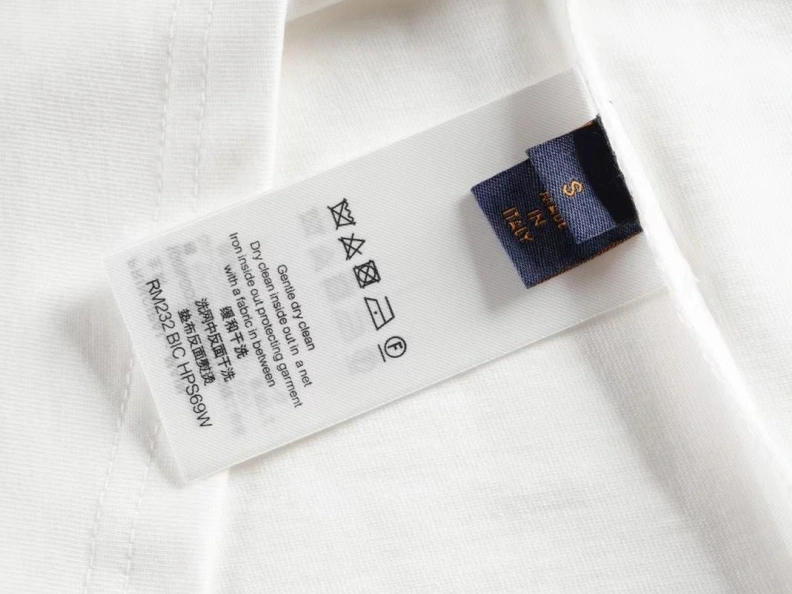 S
MADE
IN
ITALY
F
Gentle dry clean
Dry clean inside out in a net
Iron inside out protecting garment
with a fabric in between
缓和干洗
洗网中反面干洗
垫布反面熨烫
RM232 BIC HPS69W